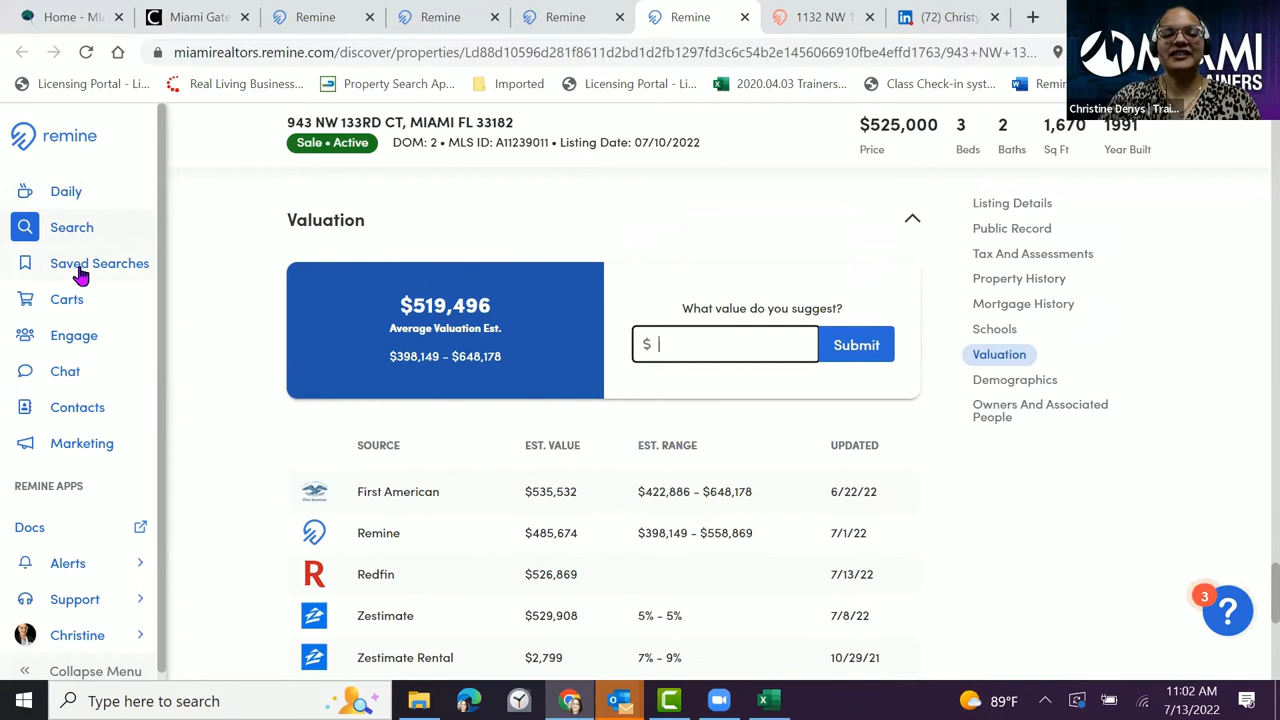 Home - MI
Miami Gate
Remine
Remine
Remine
Remine
1132 NW T
(72) Christy
miamirealtors.remine.com/discover/properties/Ld88d10596d281f8611d2bd1d2fb1297fd3c6c54b2e1456066910fbe4effd1763/943+NW+13...
Licensing Portal - Li...
Real Living Business...
Property Search Ap...
Imported
Licensing Portal - Li...
2020.04.03 Trainers...
Class Check-in syst...
Remi
MIAMI
TRAINERS
Christine Denys | Trai...
remine
Daily
Search
Saved Searches
Carts
Engage
Chat
Contacts
Marketing
REMINE APPS
Docs
Alerts
Support
Christine
Collapse Menu
943 NW 133RD CT, MIAMI FL 33182
Sale • Active
DOM: 2 • MLS ID: A11239011 • Listing Date: 07/10/2022
$525,000 3 2 1,670 1991
Price Beds Baths Sq Ft Year Built
Valuation
$519,496
Average Valuation Est.
$398,149 - $648,178
What value do you suggest?
$
Submit
SOURCE EST. VALUE EST. RANGE UPDATED
First American $535,532 $422,886 - $648,178 6/22/22
Remine $485,674 $398,149 - $558,869 7/1/22
R Redfin $526,869 7/13/22
Zestimate $529,908 5% - 5% 7/8/22
Zestimate Rental $2,799 7% - 9% 10/29/21
Listing Details
Public Record
Tax And Assessments
Property History
Mortgage History
Schools
Valuation
Demographics
Owners And Associated
People
3
?
Type here to search
89°F
11:02 AM
7/13/2022